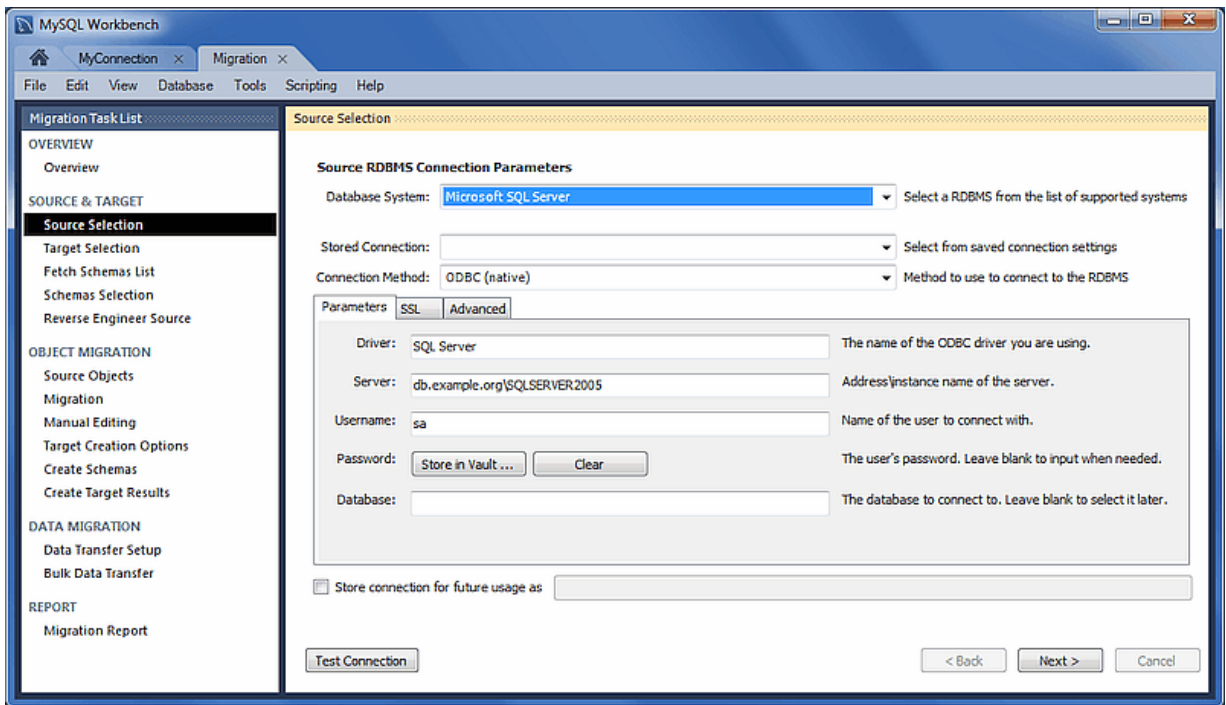 MySQL Workbench
MyConnection
Migration
File Edit View Database Tools Scripting Help
Migration Task List
OVERVIEW
Overview
SOURCE & TARGET
Source Selection
Target Selection
Fetch Schemas List
Schemas Selection
Reverse Engineer Source
OBJECT MIGRATION
Source Objects
Migration
Manual Editing
Target Creation Options
Create Schemas
Create Target Results
DATA MIGRATION
Data Transfer Setup
Bulk Data Transfer
REPORT
Migration Report
Source Selection
Source RDBMS Connection Parameters
Database System: Microsoft SQL Server Select a RDBMS from the list of supported systems
Stored Connection: Select from saved connection settings
Connection Method: ODBC (native) Method to use to connect to the RDBMS
Parameters SSL Advanced
Driver: SQL Server The name of the ODBC driver you are using.
Server: db.example.org\SQLSERVER2005 Address\instance name of the server.
Username: sa Name of the user to connect with.
Password: Store in Vault ... Clear The user's password. Leave blank to input when needed.
Database: The database to connect to. Leave blank to select it later.
Store connection for future usage as
Test Connection < Back Next > Cancel